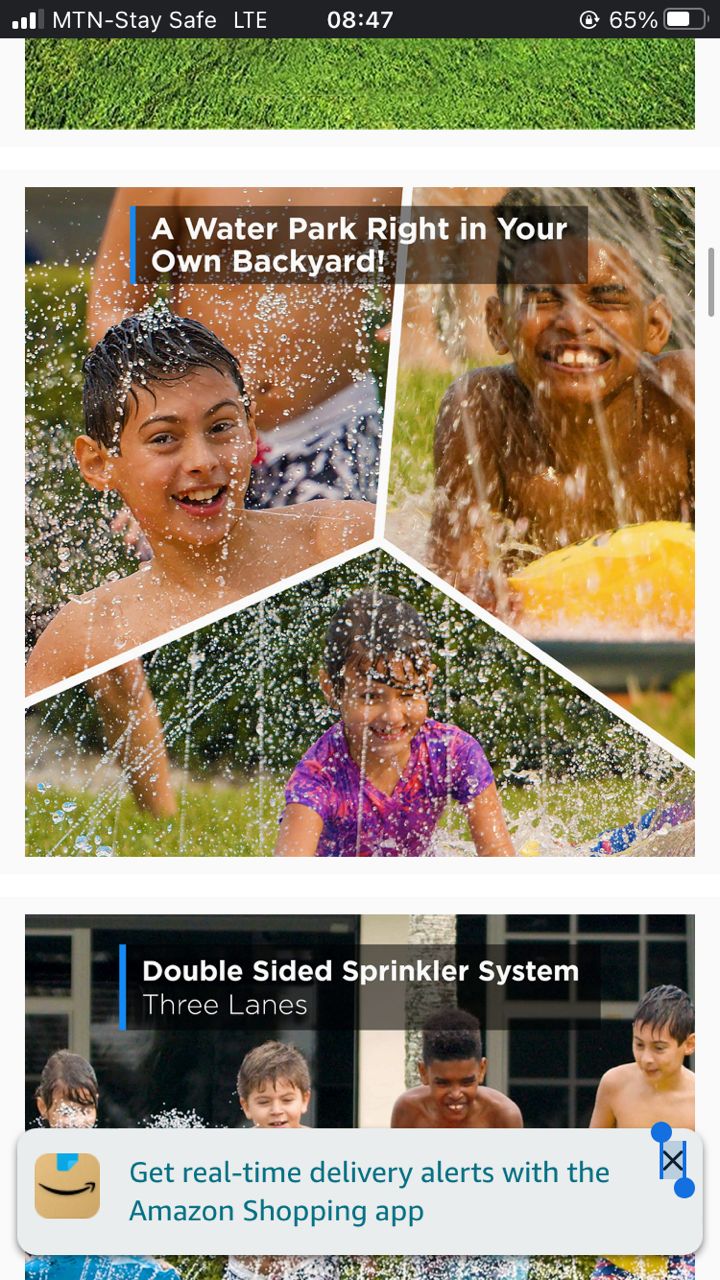 MTN-Stay Safe LTE 08:47 65%
A Water Park Right in Your
Own Backyard!
Double Sided Sprinkler System
Three Lanes
Get real-time delivery alerts with the
Amazon Shopping app